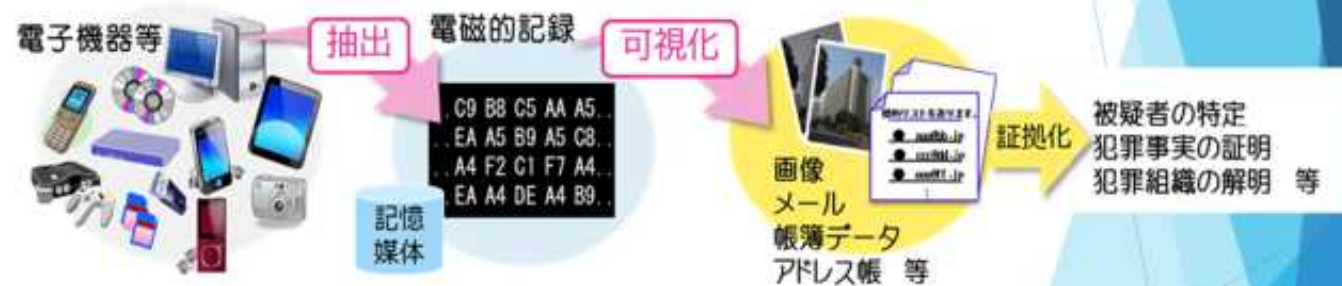 電子機器等
抽出
電磁的記録
可視化
. C9 B8 C5 AA A5. .
. . EA A5 B9 A5 C8. .
. . A4 F2 C1 F7 A4. .
. . EA A4 DE A4 B9. .
記憶
媒体
画像
メール
帳簿データ
アドレス帳 等
証拠化
被疑者の特定
犯罪事実の証明
犯罪組織の解明 等